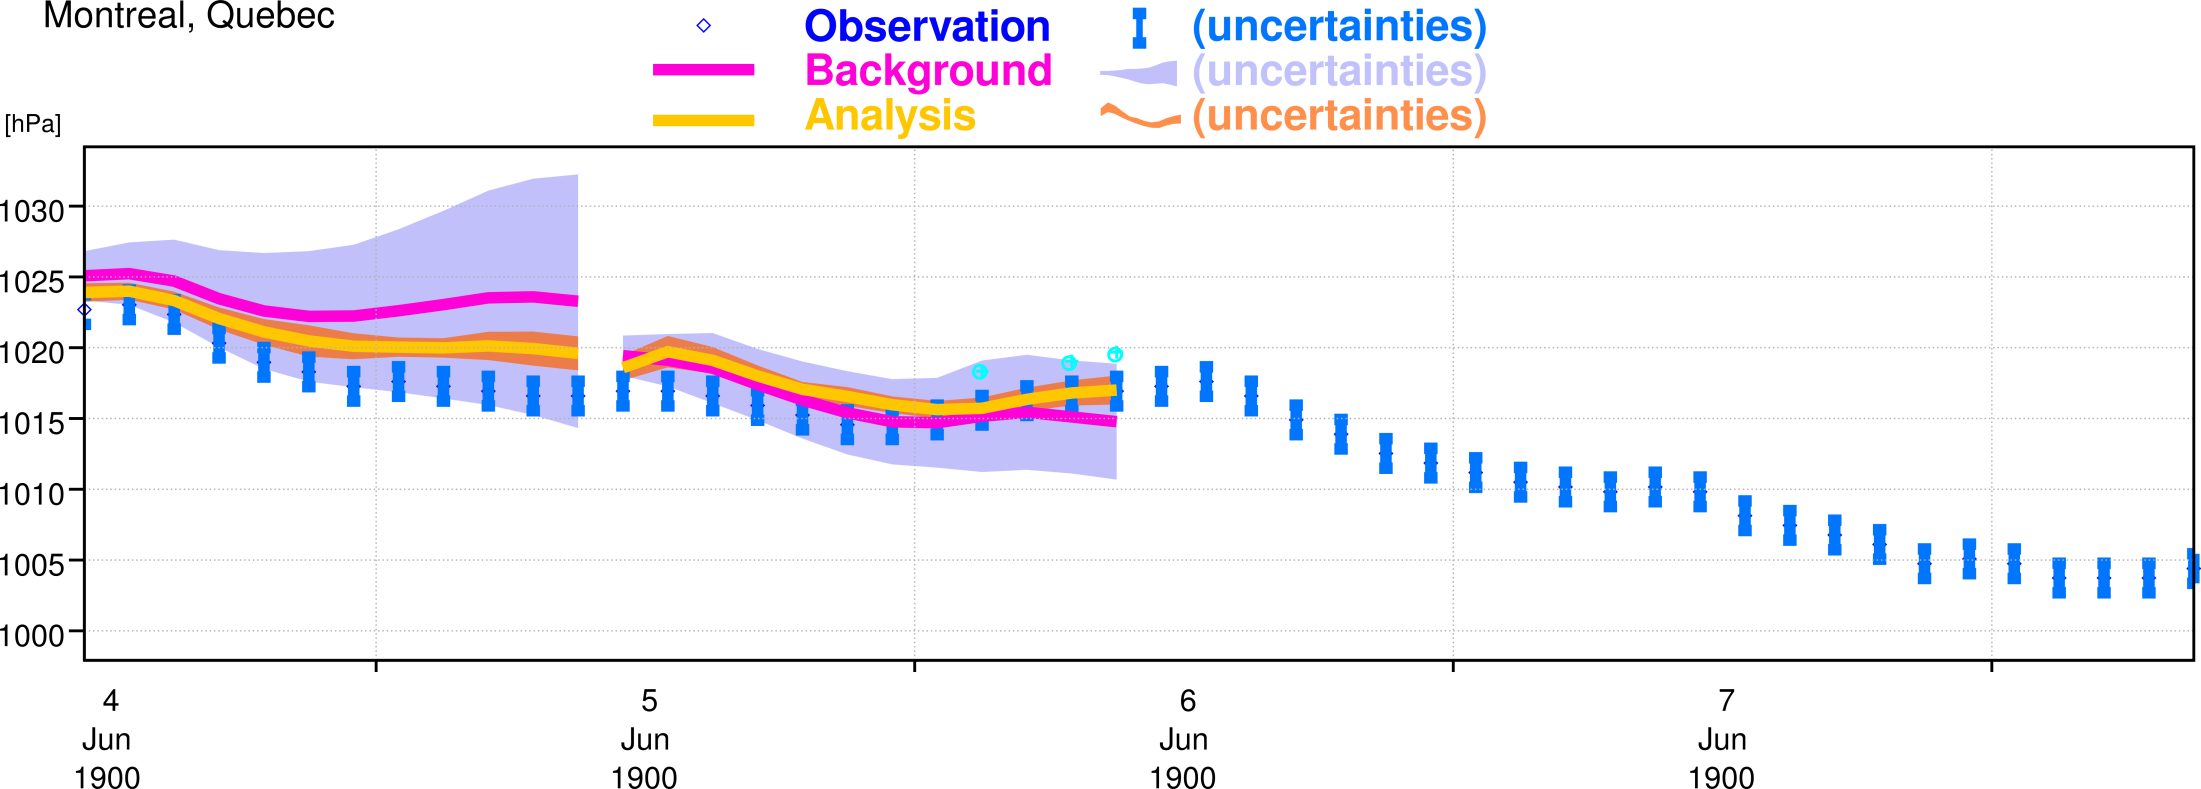 Montreal, Quebec
Observation (uncertainties)
Background (uncertainties)
Analysis (uncertainties)
[hPa]
1030
1025
1020
1015
1010
1005
1000
4 5 6 7
Jun Jun Jun Jun
1900 1900 1900 1900